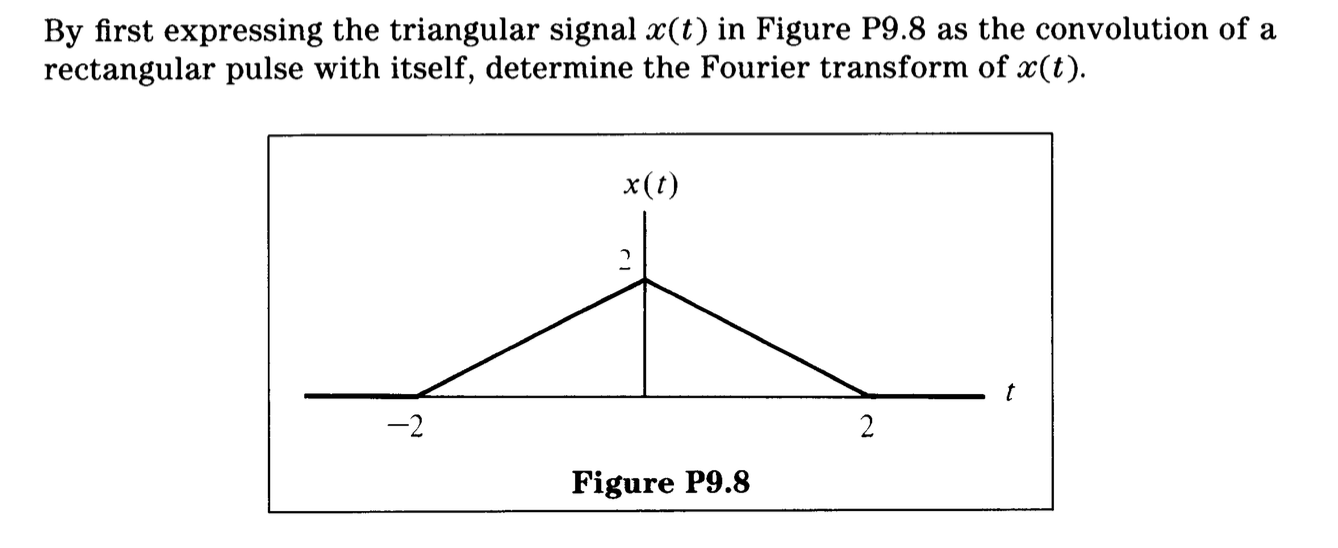 By first expressing the triangular signal x(t) in Figure P9.8 as the convolution of a
rectangular pulse with itself, determine the Fourier transform of x(t).
x(t)
2
t
−2
2
Figure P9.8